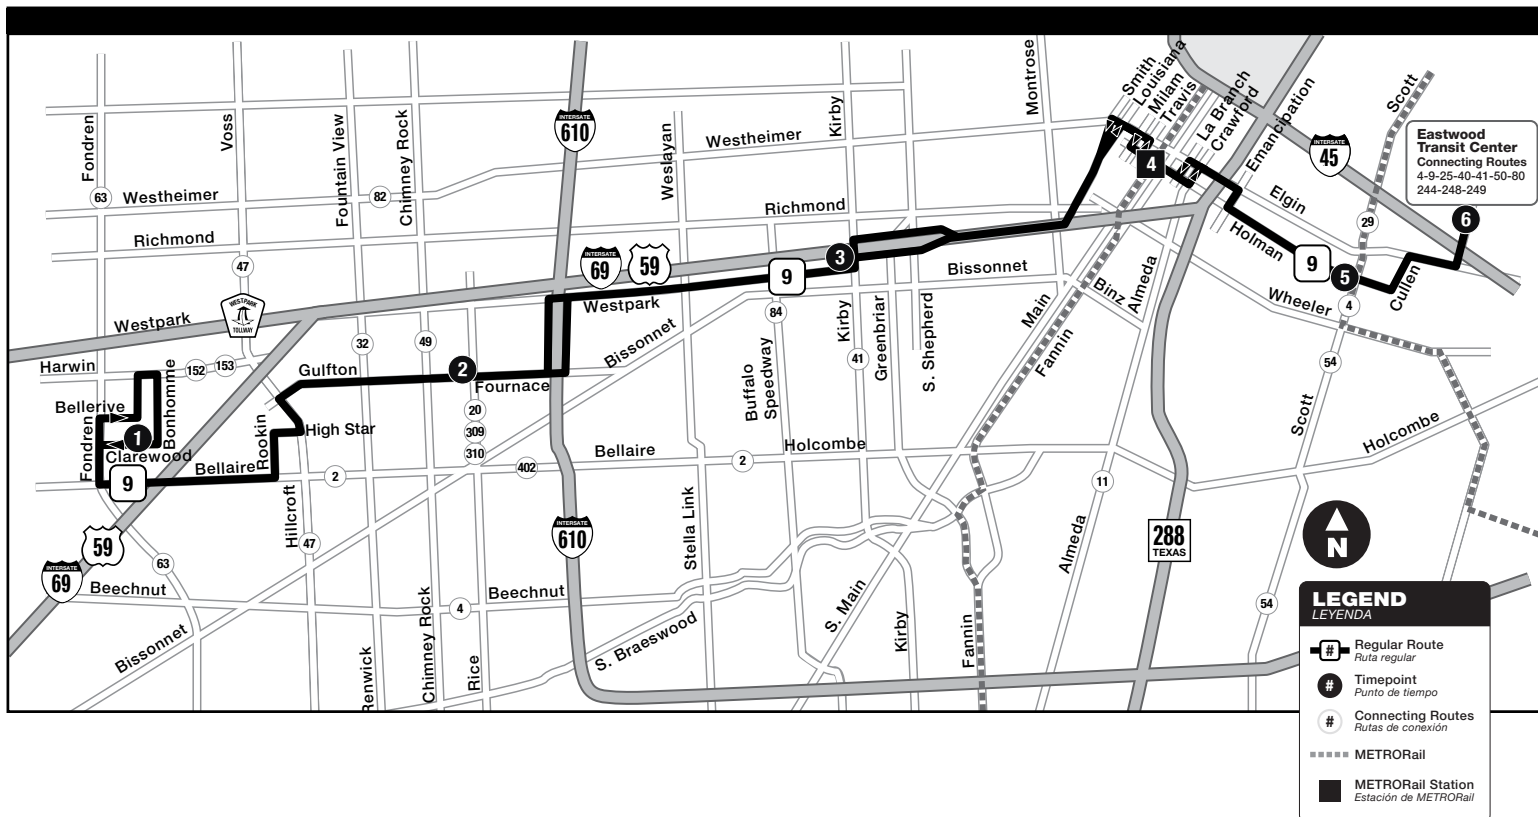 Fondren
Voss
Fountain View
Chimney Rock
INTERSATE
610
Weslayan
Westheimer
Kirby
Montrose
Smith
Louisiana
Milam
Travis
La Branch
Crawford
Emancipation
Scott
INTERSATE
45
Eastwood
Transit Center
Connecting Routes
4-9-25-40-41-50-80
244-248-249
63
Westheimer
82
Richmond
4
Elgin
29
6
Richmond
47
INTERSATE
69
59
3
9
Bissonnet
Holman
9
5
Cullen
WESTPARK
TOLLWAY
Westpark
Westpark
Binz
Almeda
Main
Wheeler
4
84
Kirby
Greenbriar
S. Shepherd
Fannin
Harwin
152
153
32
49
Bissonnet
41
54
Gulfton
2
Fournace
Buffalo
Speedway
Bellerive
Bonhomme
1
Clarewood
Fondren
Rookin
High Star
20
309
310
Bellaire
9
2
402
Bellaire
2
Holcombe
11
Scott
Holcombe
Hillcroft
47
Stella Link
INTERSATE
610
Almeda
288
TEXAS
N
59
INTERSATE
69
63
Beechnut
4
Beechnut
54
Bissonnet
Renwick
Chimney Rock
Rice
S. Braeswood
S. Main
Kirby
Fannin
LEGEND
LEYENDA
# Regular Route
Ruta regular
# Timepoint
Punto de tiempo
# Connecting Routes
Rutas de conexión
METRORail
METRORail Station
Estación de METRORail